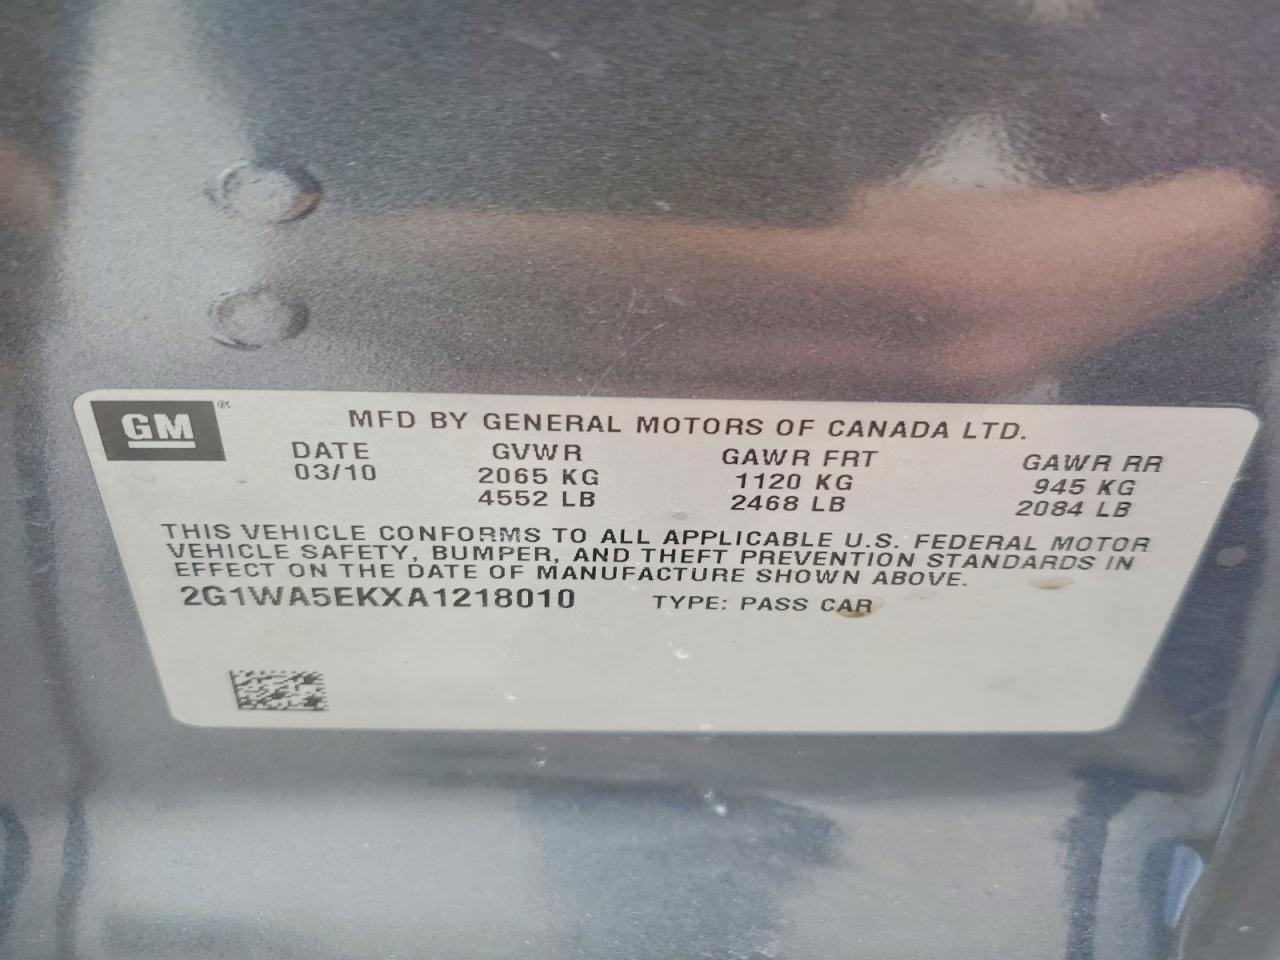 GM®
MFD BY GENERAL MOTORS OF CANADA LTD.
DATE GVWR GAWR FRT GAWR RR
03/10 2065 KG 1120 KG 945 KG
4552 LB 2468 LB 2084 LB
THIS VEHICLE CONFORMS TO ALL APPLICABLE U.S. FEDERAL MOTOR
VEHICLE SAFETY, BUMPER, AND THEFT PREVENTION STANDARDS IN
EFFECT ON THE DATE OF MANUFACTURE SHOWN ABOVE.
2G1WA5EKXA1218010 TYPE: PASS CAR